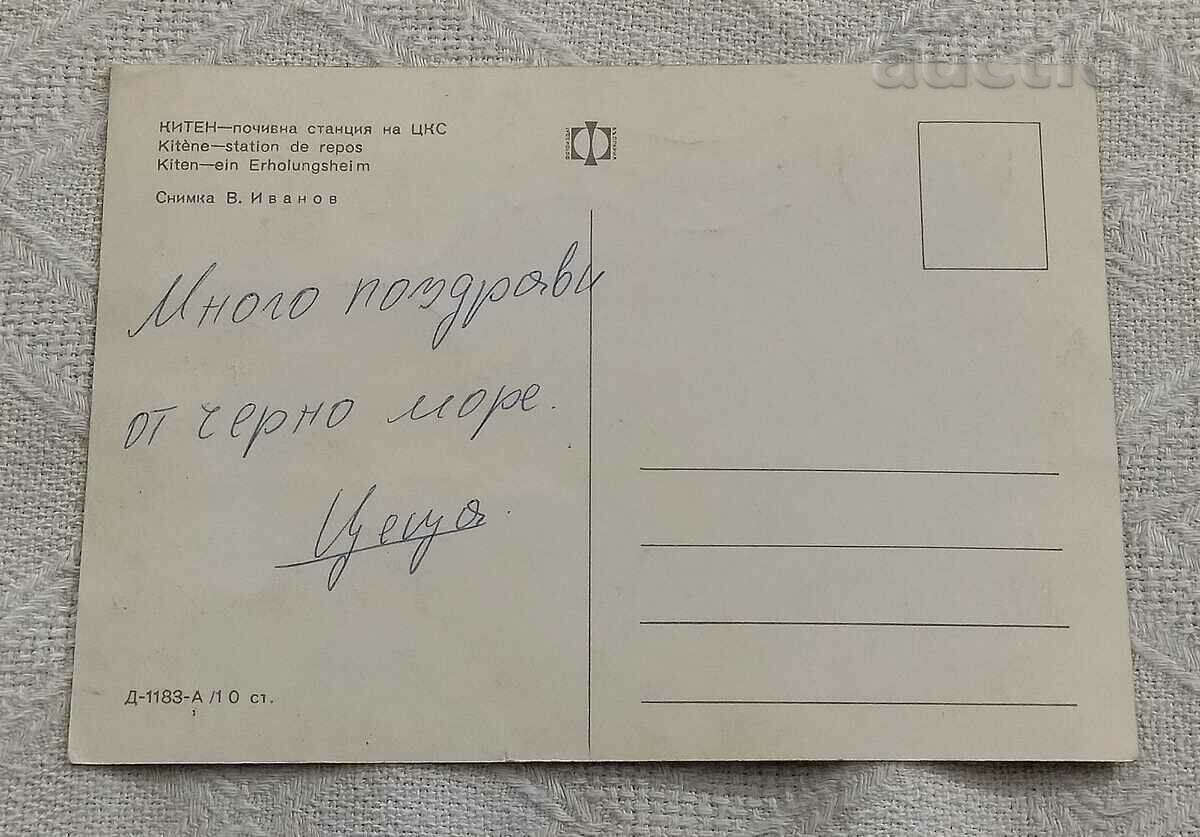 КИТЕН—почивна станция на ЦКС
Kitène—station de repos
Kiten—ein Erholungsheim
Снимка В. Иванов
Много поздрави
от черно море.
Цеца.
Д-1183-А /10 ст.